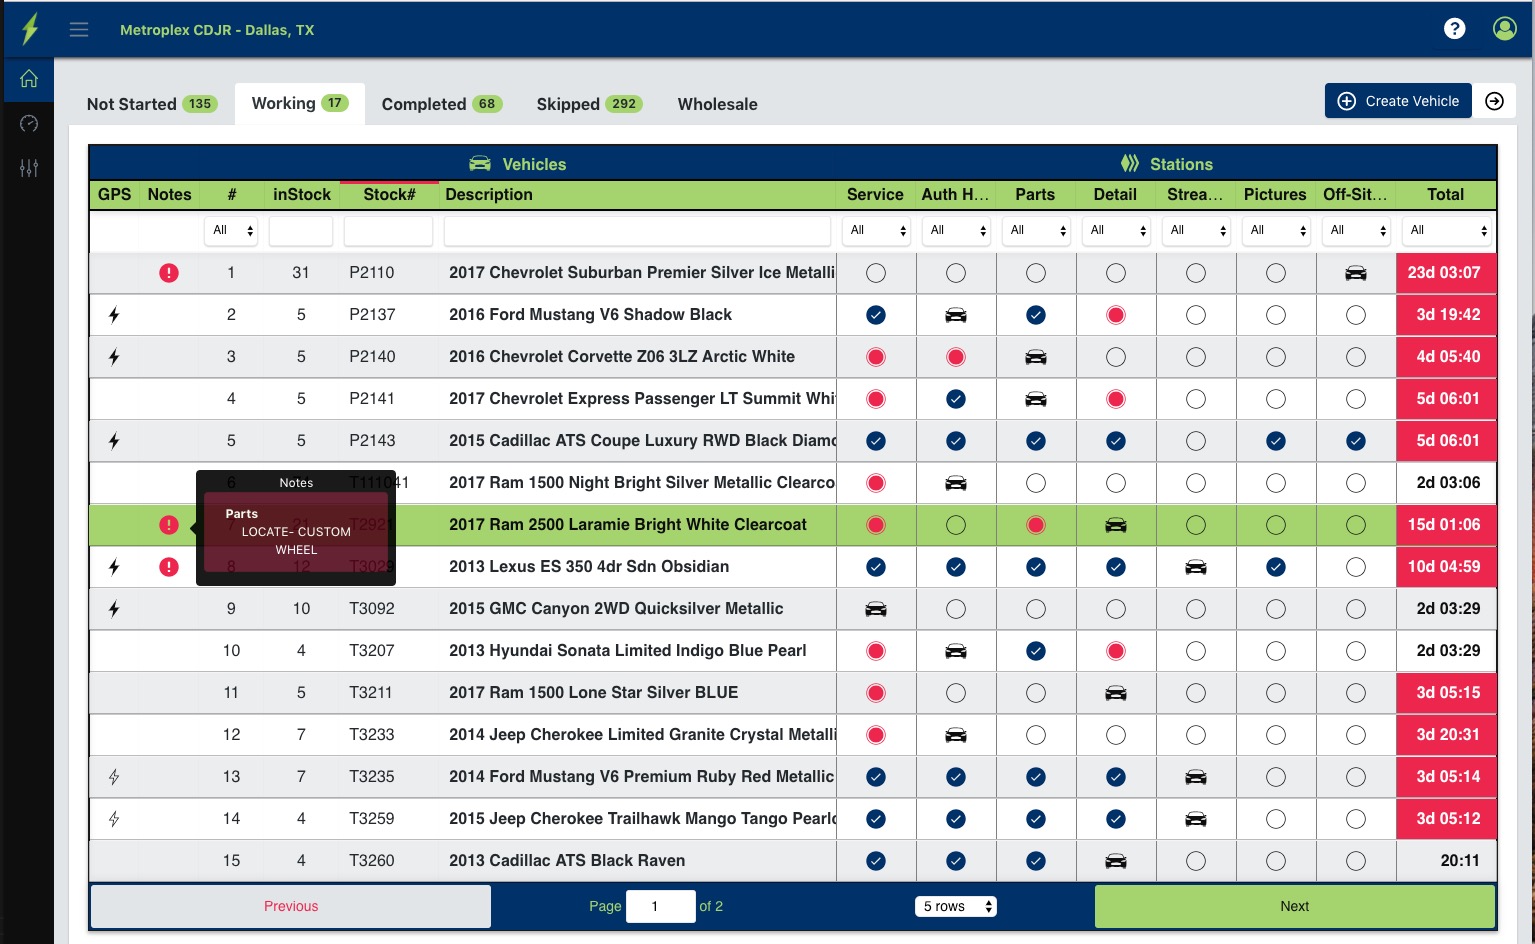 Metroplex CDJR - Dallas, TX
?
Not Started 135 Working 17 Completed 68 Skipped 292 Wholesale
Create Vehicle
Vehicles Stations
GPS Notes # inStock Stock# Description Service Auth H... Parts Detail Strea... Pictures Off-Sit... Total
All All All All All All All All All
! 1 31 P2110 2017 Chevrolet Suburban Premier Silver Ice Metalli 23d 03:07
2 5 P2137 2016 Ford Mustang V6 Shadow Black 3d 19:42
3 5 P2140 2016 Chevrolet Corvette Z06 3LZ Arctic White 4d 05:40
4 5 P2141 2017 Chevrolet Express Passenger LT Summit Whi 5d 06:01
5 5 P2143 2015 Cadillac ATS Coupe Luxury RWD Black Diamo 5d 06:01
6 T111041 2017 Ram 1500 Night Bright Silver Metallic Clearco 2d 03:06
! 7 21 T2921 2017 Ram 2500 Laramie Bright White Clearcoat 15d 01:06
! 8 12 T3029 2013 Lexus ES 350 4dr Sdn Obsidian 10d 04:59
Notes
Parts
LOCATE- CUSTOM
WHEEL
9 10 T3092 2015 GMC Canyon 2WD Quicksilver Metallic 2d 03:29
10 4 T3207 2013 Hyundai Sonata Limited Indigo Blue Pearl 2d 03:29
11 5 T3211 2017 Ram 1500 Lone Star Silver BLUE 3d 05:15
12 7 T3233 2014 Jeep Cherokee Limited Granite Crystal Metalli 3d 20:31
13 7 T3235 2014 Ford Mustang V6 Premium Ruby Red Metallic 3d 05:14
14 4 T3259 2015 Jeep Cherokee Trailhawk Mango Tango Pearlc 3d 05:12
15 4 T3260 2013 Cadillac ATS Black Raven 20:11
Previous Page 1 of 2 5 rows Next